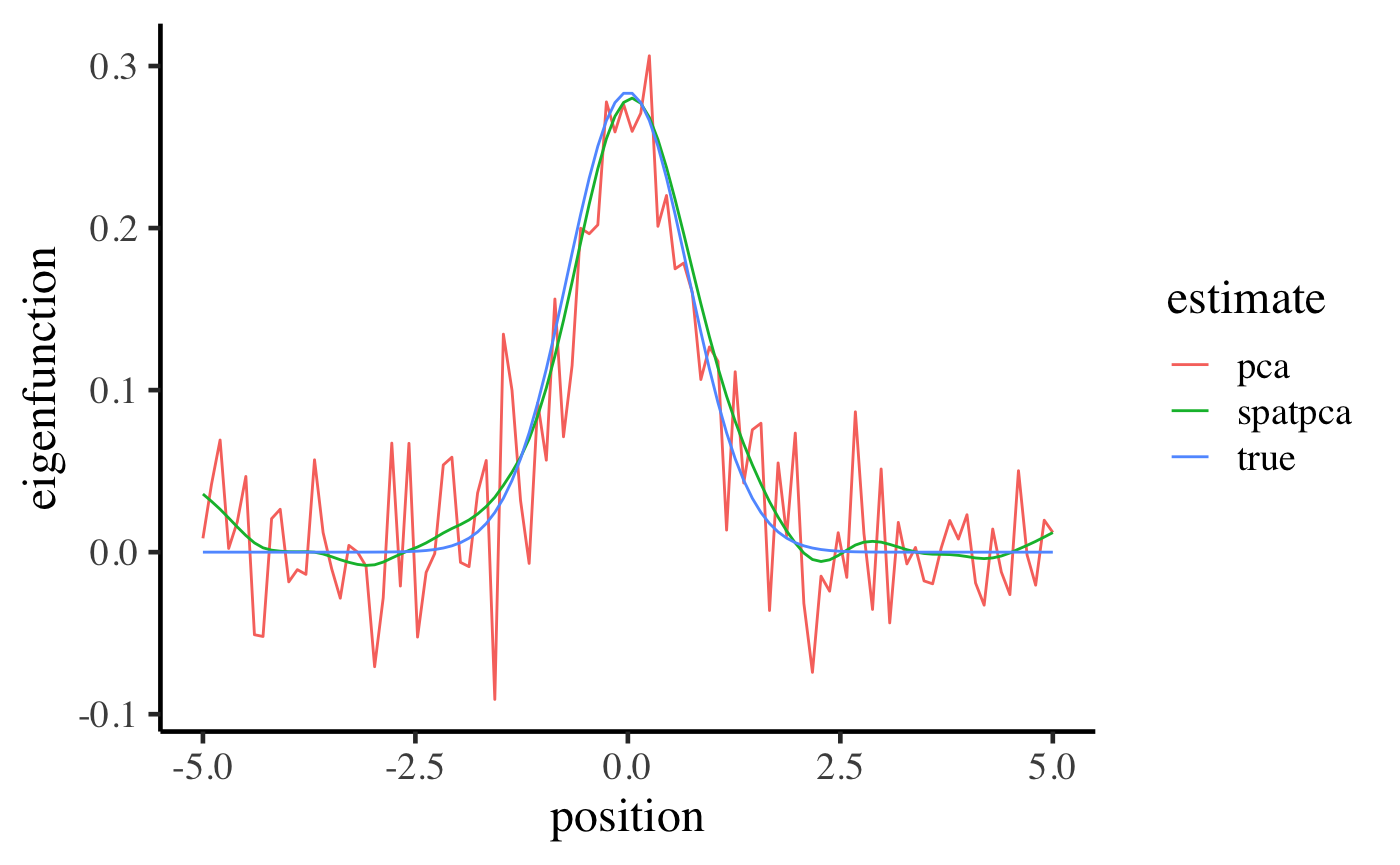 eigenfunction
0.3
0.2
0.1
0.0
-0.1
-5.0 -2.5 0.0 2.5 5.0
position
estimate
pca
spatpca
true